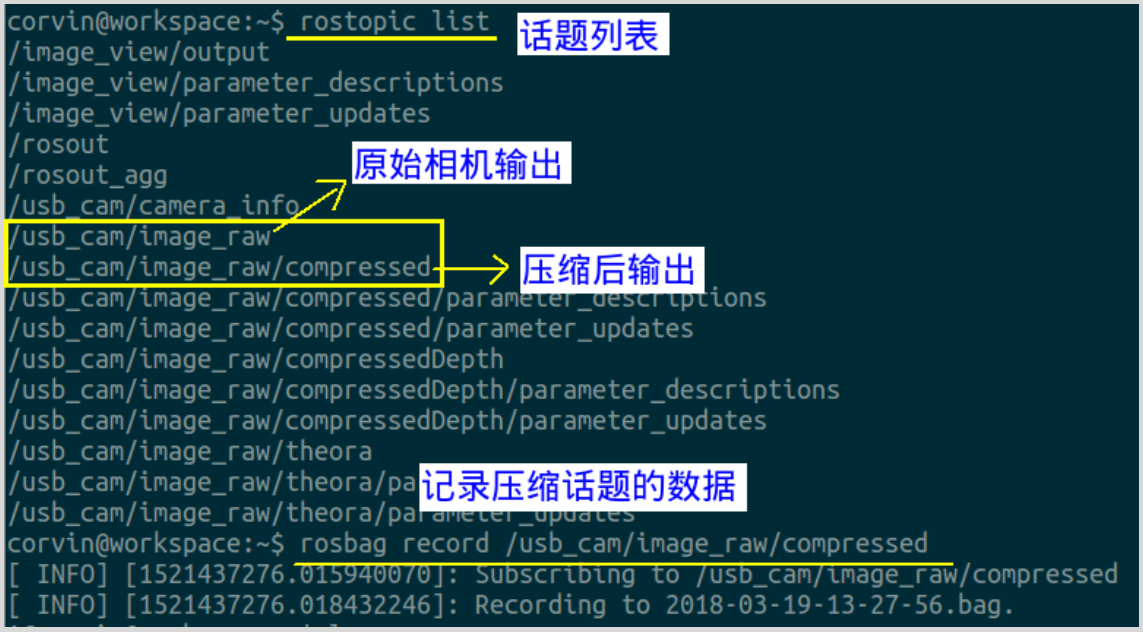 corvin@workspace:~$ rostopic list
话题列表
/image_view/output
/image_view/parameter_descriptions
/image_view/parameter_updates
/rosout
原始相机输出
/rosout_agg
/usb_cam/camera_info
/usb_cam/image_raw
/usb_cam/image_raw/compressed
压缩后输出
/usb_cam/image_raw/compressed/parameter_descriptions
/usb_cam/image_raw/compressed/parameter_updates
/usb_cam/image_raw/compressedDepth
/usb_cam/image_raw/compressedDepth/parameter_descriptions
/usb_cam/image_raw/compressedDepth/parameter_updates
/usb_cam/image_raw/theora
/usb_cam/image_raw/theora/pa
记录压缩话题的数据
/usb_cam/image_raw/theora/parameter_updates
corvin@workspace:~$ rosbag record /usb_cam/image_raw/compressed
[ INFO] [1521437276.015940070]: Subscribing to /usb_cam/image_raw/compressed
[ INFO] [1521437276.018432246]: Recording to 2018-03-19-13-27-56.bag.